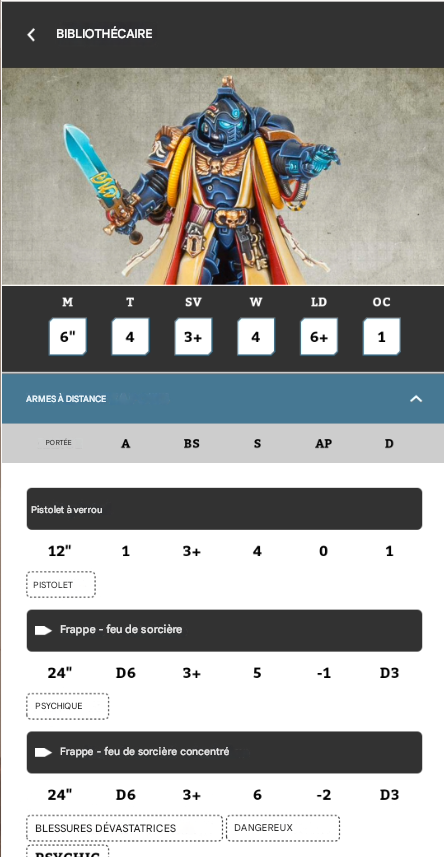 BIBLIOTHÉCAIRE
M T SV W LD OC
6" 4 3+ 4 6+ 1
ARMES À DISTANCE
PORTÉE A BS S AP D
Pistolet à verrou
12" 1 3+ 4 0 1
PISTOLET
Frappe - feu de sorcière
24" D6 3+ 5 -1 D3
PSYCHIQUE
Frappe - feu de sorcière concentré
24" D6 3+ 6 -2 D3
BLESSURES DÉVASTATRICES DANGEREUX
PSYCHIC